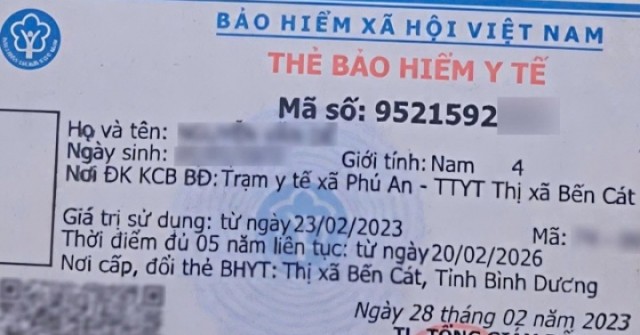 BẢO HIỂM XÃ HỘI VIỆT NAM
THẺ BẢO HIỂM Y TẾ
Mã số: 9521592
Họ và tên:
Ngày sinh: Giới tính: Nam 4
Nơi ĐK KCB BĐ: Trạm y tế xã Phú An - TTYT Thị xã Bến Cát
Giá trị sử dụng: từ ngày 23/02/2023 Mã:
Thời điểm đủ 05 năm liên tục: từ ngày 20/02/2026
Nơi cấp, đổi thẻ BHYT: Thị xã Bến Cát, Tỉnh Bình Dương
Ngày 28 tháng 02 năm 2023